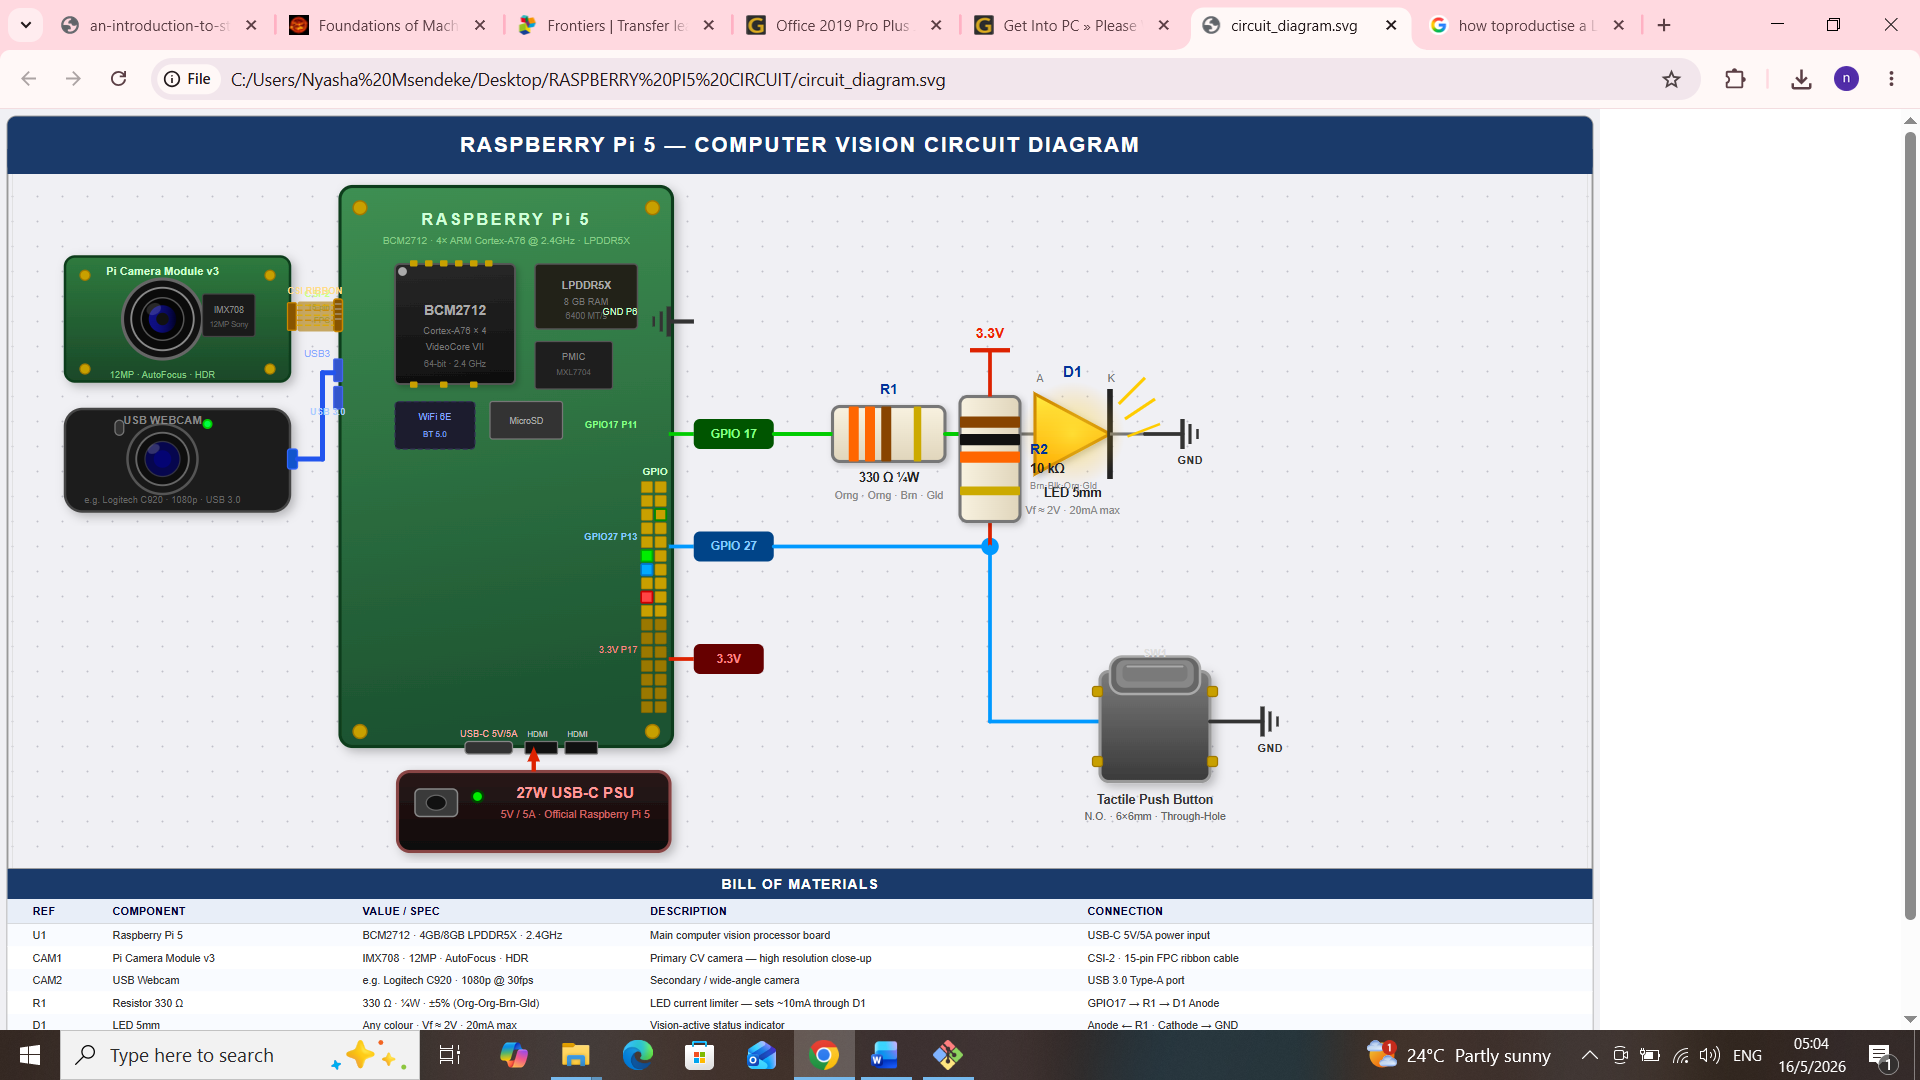 an-introduction-to-st
Foundations of Mach
Frontiers | Transfer le
Office 2019 Pro Plus
Get Into PC » Please
circuit_diagram.svg
how toproductise a L
File
C:/Users/Nyasha%20Msendeke/Desktop/RASPBERRY%20PI5%20CIRCUIT/circuit_diagram.svg
n
RASPBERRY Pi 5 — COMPUTER VISION CIRCUIT DIAGRAM
RASPBERRY Pi 5
BCM2712 · 4× ARM Cortex-A76 @ 2.4GHz · LPDDR5X
Pi Camera Module v3
IMX708
12MP Sony
12MP · AutoFocus · HDR
USB3
USB 3.0
USB WEBCAM
e.g. Logitech C920 · 1080p · USB 3.0
BCM2712
Cortex-A76 × 4
VideoCore VII
64-bit · 2.4 GHz
LPDDR5X
8 GB RAM
6400 MT/s
GND P6
PMIC
MXL7704
WiFi 6E
BT 5.0
MicroSD
GPIO17 P11
GPIO
GPIO27 P13
3.3V P17
GPIO 17
GPIO 27
3.3V
R1
330 Ω ¼W
Orng · Orng · Brn · Gld
3.3V
D1
A
K
R2
10 kΩ
Brn·Blk·Org·Gld
LED 5mm
Vf ≈ 2V · 20mA max
GND
SW1
GND
Tactile Push Button
N.O. · 6×6mm · Through-Hole
USB-C 5V/5A
HDMI
HDMI
27W USB-C PSU
5V / 5A · Official Raspberry Pi 5
BILL OF MATERIALS
REF COMPONENT VALUE / SPEC DESCRIPTION CONNECTION
U1 Raspberry Pi 5 BCM2712 · 4GB/8GB LPDDR5X · 2.4GHz Main computer vision processor board USB-C 5V/5A power input
CAM1 Pi Camera Module v3 IMX708 · 12MP · AutoFocus · HDR Primary CV camera — high resolution close-up CSI-2 · 15-pin FPC ribbon cable
CAM2 USB Webcam e.g. Logitech C920 · 1080p @ 30fps Secondary / wide-angle camera USB 3.0 Type-A port
R1 Resistor 330 Ω 330 Ω · ¼W · ±5% (Org-Org-Brn-Gld) LED current limiter — sets ~10mA through D1 GPIO17 → R1 → D1 Anode
D1 LED 5mm Any colour · Vf ≈ 2V · 20mA max Vision-active status indicator Anode ← R1 · Cathode → GND
Type here to search
1
24°C Partly sunny
ENG
05:04
16/5/2026
1